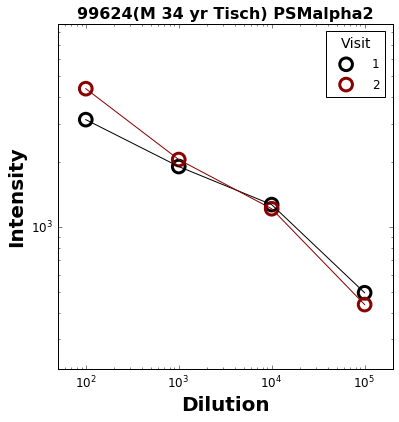 99624(M 34 yr Tisch) PSMalpha2
Visit
1
2
Intensity
10³
10² 10³ 10⁴ 10⁵
Dilution